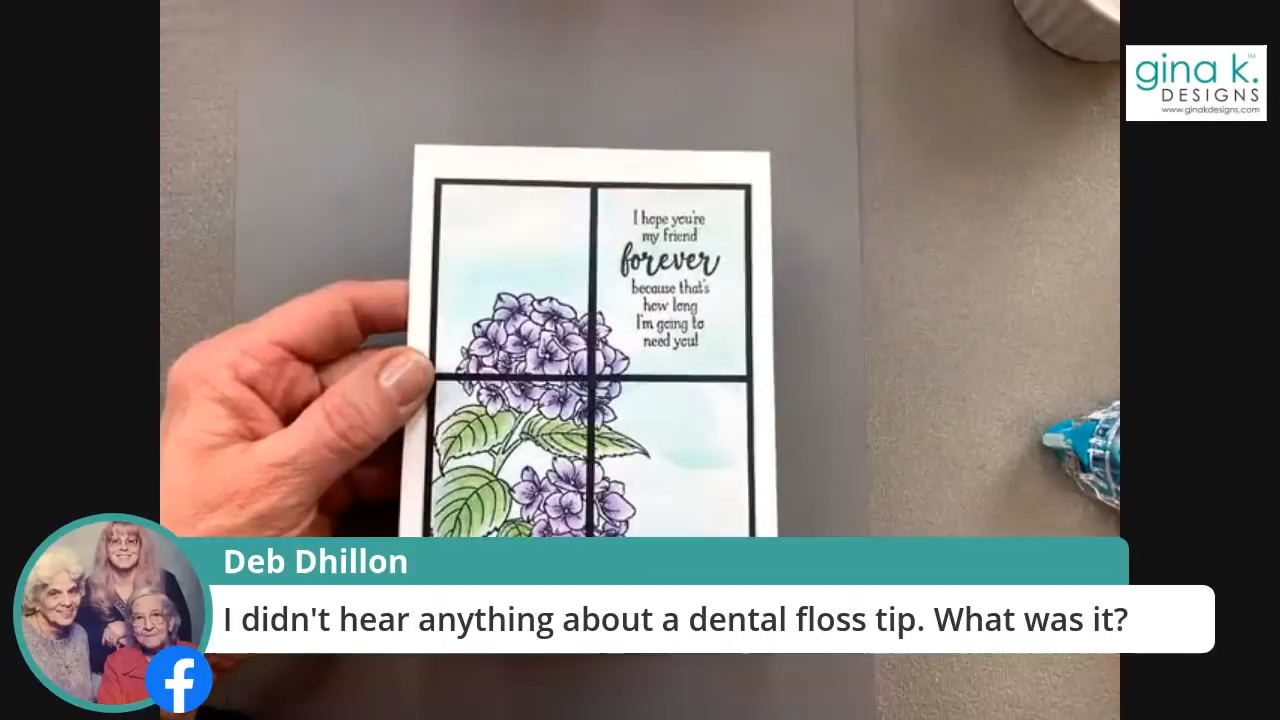 gina k.
DESIGNS
www.ginakdesigns.com
I hope you're
my friend
forever
because that's
how long
I'm going to
need you!
Deb Dhillon
I didn't hear anything about a dental floss tip. What was it?